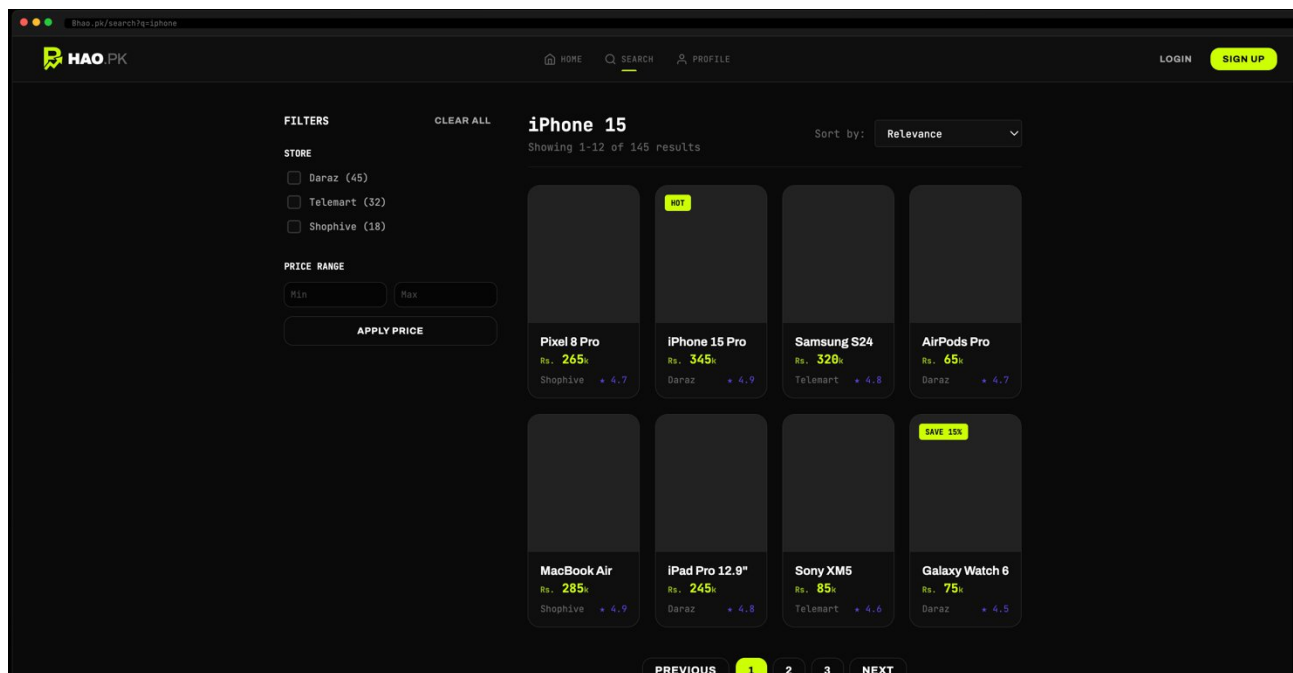 Bhao.pk/search?q=iphone
HAO.PK
HOME SEARCH PROFILE
LOGIN SIGN UP
FILTERS CLEAR ALL
STORE
Daraz (45)
Telemart (32)
Shophive (18)
PRICE RANGE
Min Max
APPLY PRICE
iPhone 15
Showing 1-12 of 145 results
Sort by: Relevance
Pixel 8 Pro
Rs. 265k
Shophive ★ 4.7
HOT
iPhone 15 Pro
Rs. 345k
Daraz ★ 4.9
Samsung S24
Rs. 320k
Telemart ★ 4.8
AirPods Pro
Rs. 65k
Daraz ★ 4.7
MacBook Air
Rs. 285k
Shophive ★ 4.9
iPad Pro 12.9"
Rs. 245k
Daraz ★ 4.8
Sony XM5
Rs. 85k
Telemart ★ 4.6
SAVE 15%
Galaxy Watch 6
Rs. 75k
Daraz ★ 4.5
PREVIOUS 1 2 3 NEXT